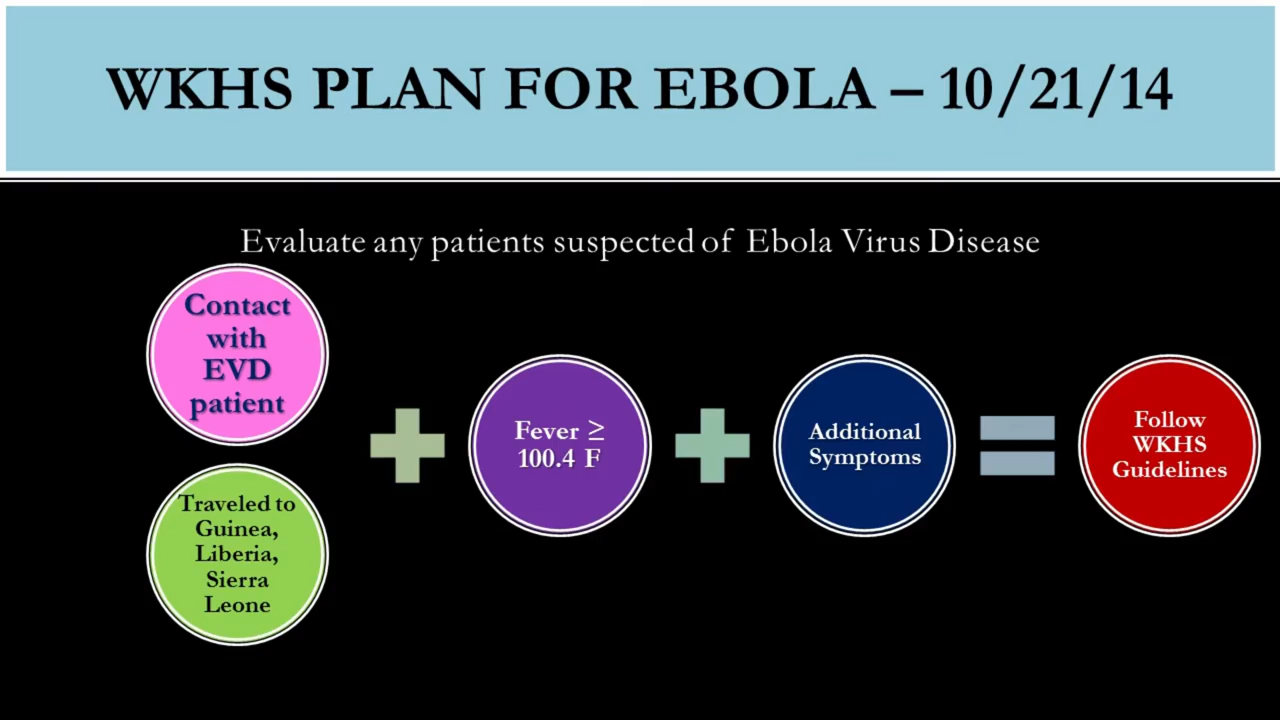 WKHS PLAN FOR EBOLA – 10/21/14
Evaluate any patients suspected of Ebola Virus Disease
Contact
with
EVD
patient
Traveled to
Guinea,
Liberia,
Sierra
Leone
Fever ≥
100.4 F
Additional
Symptoms
Follow
WKHS
Guidelines